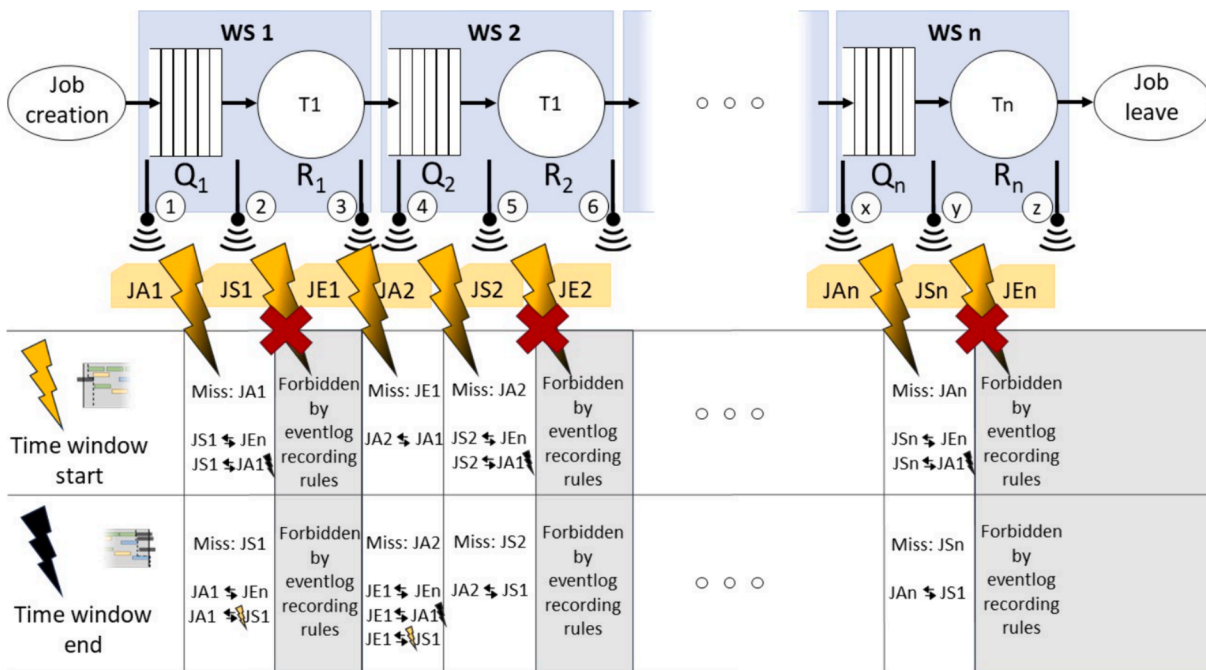 WS 1
WS 2
WS n
Job creation
T1
T1
Tn
Job leave
Q1
R1
Q2
R2
Qn
Rn
1
2
3
4
5
6
x
y
z
JA1
JS1
JE1
JA2
JS2
JE2
JAn
JSn
JEn
Time window start
Miss: JA1
JS1 ⇆ JEn
JS1 ⇆ JA1
Forbidden by eventlog recording rules
Miss: JE1
JA2 ⇆ JA1
Miss: JA2
JS2 ⇆ JEn
JS2 ⇆ JA1
Forbidden by eventlog recording rules
Miss: JAn
JSn ⇆ JEn
JSn ⇆ JA1
Forbidden by eventlog recording rules
Time window end
Miss: JS1
JA1 ⇆ JEn
JA1 ⇆ JS1
Forbidden by eventlog recording rules
Miss: JA2
JE1 ⇆ JEn
JE1 ⇆ JA1
JE1 ⇆ JS1
Miss: JS2
JA2 ⇆ JS1
Forbidden by eventlog recording rules
Miss: JSn
JAn ⇆ JS1
Forbidden by eventlog recording rules